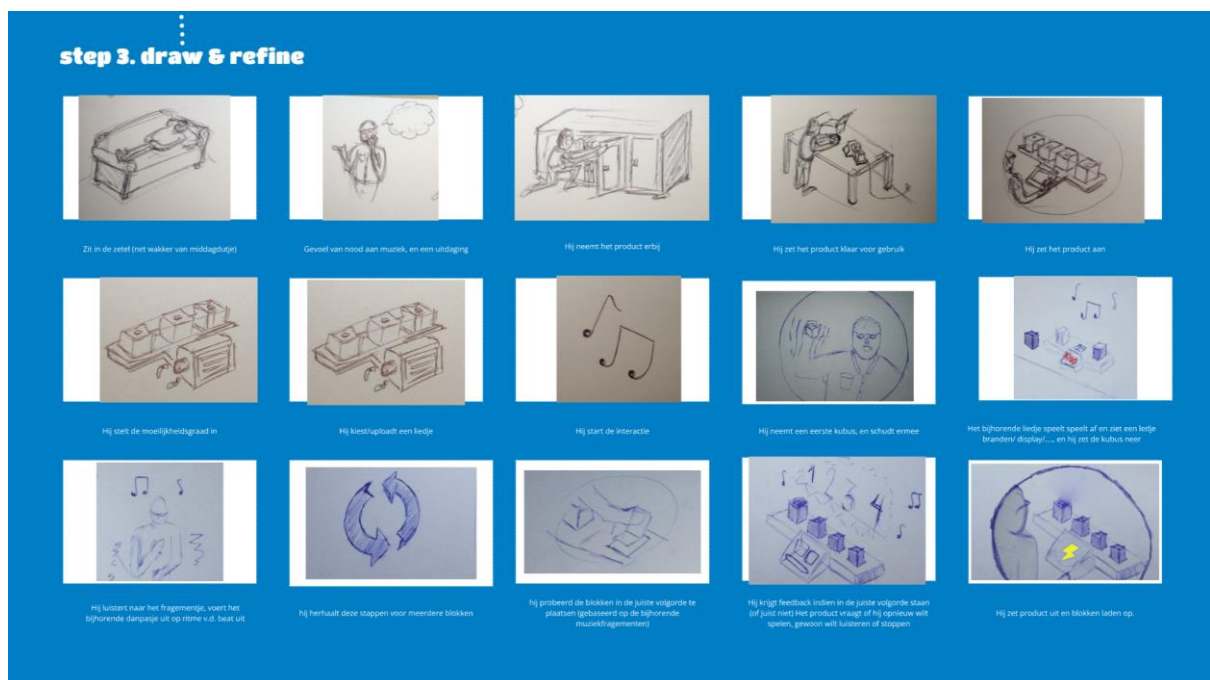 step 3. draw & refine
Zit in de zetel (net wakker van middagdutje)
Gevoel van nood aan muziek, en een uitdaging
Hij neemt het product erbij
Hij zet het product klaar voor gebruik
Hij zet het product aan
Hij stelt de moeilijkheidsgraad in
Hij kiest/uploadt een liedje
Hij start de interactie
Hij neemt een eerste kubus, en schudt ermee
Het bijhorende liedje speelt speelt af en ziet een ledje
branden/ display/...., en hij zet de kubus neer
1 2 3 4
Hij luistert naar het fragementje, voert het
bijhorende danpasje uit op ritme v.d. beat uit
hij herhaalt deze stappen voor meerdere blokken
hij probeerd de blokken in de juiste volgorde te
plaatsen (gebaseerd op de bijhorende
muziekfragementen)
Hij krijgt feedback indien in de juiste volgorde staan
(of juist niet) Het product vraagt of hij opnieuw wilt
spelen, gewoon wilt luisteren of stoppen
Hij zet product uit en blokken laden op.